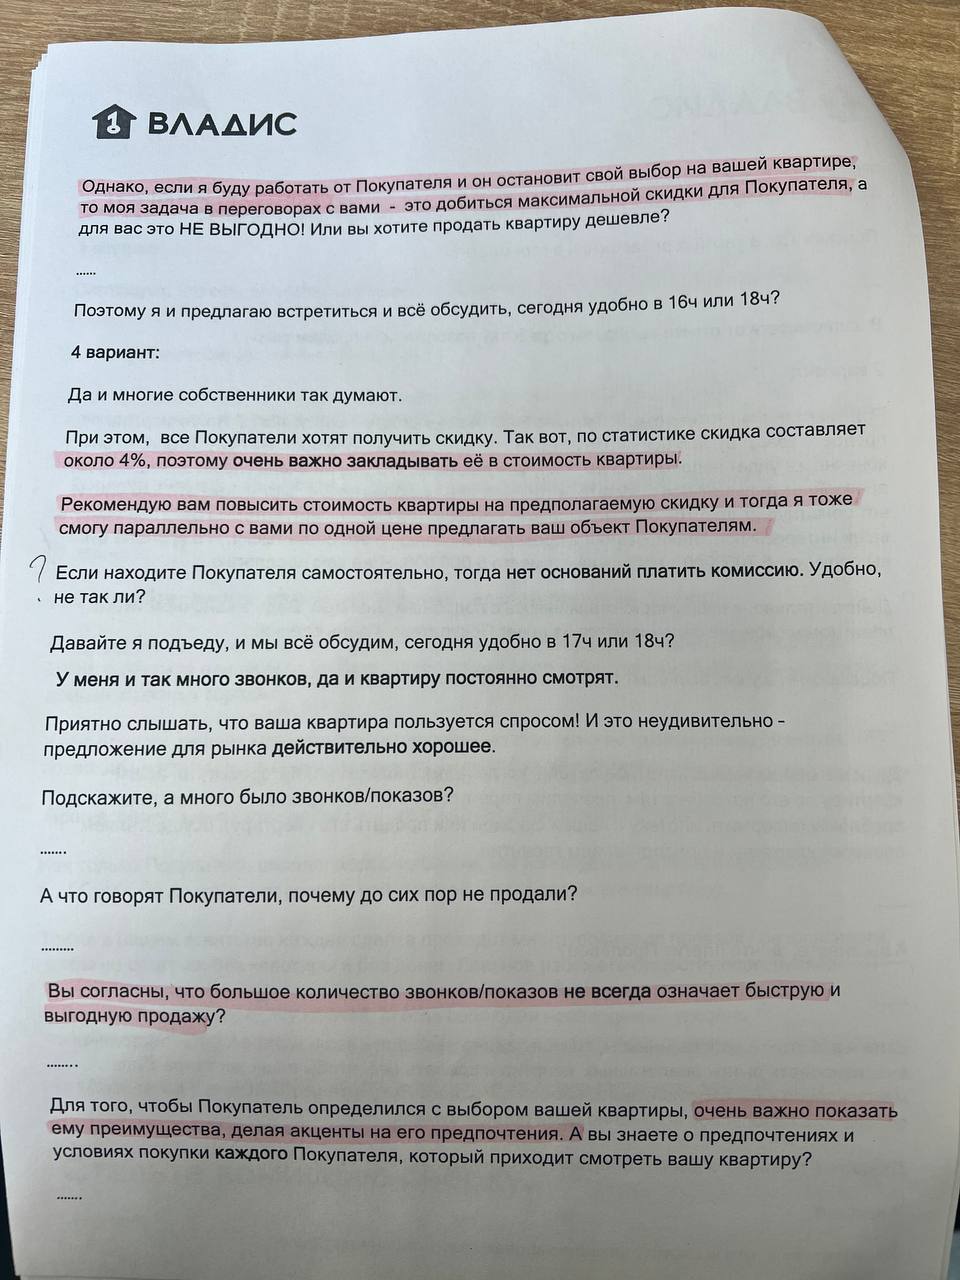 ВЛАДИС
Однако, если я буду работать от Покупателя и он остановит свой выбор на вашей квартире,
то моя задача в переговорах с вами - это добиться максимальной скидки для Покупателя, а
для вас это НЕ ВЫГОДНО! Или вы хотите продать квартиру дешевле?
......
Поэтому я и предлагаю встретиться и всё обсудить, сегодня удобно в 16ч или 18ч?
4 вариант:
Да и многие собственники так думают.
При этом, все Покупатели хотят получить скидку. Так вот, по статистике скидка составляет
около 4%, поэтому очень важно закладывать её в стоимость квартиры.
Рекомендую вам повысить стоимость квартиры на предполагаемую скидку и тогда я тоже
смогу параллельно с вами по одной цене предлагать ваш объект Покупателям.
? Если находите Покупателя самостоятельно, тогда нет оснований платить комиссию. Удобно,
не так ли?
Давайте я подъеду, и мы всё обсудим, сегодня удобно в 17ч или 18ч?
У меня и так много звонков, да и квартиру постоянно смотрят.
Приятно слышать, что ваша квартира пользуется спросом! И это неудивительно -
предложение для рынка действительно хорошее.
Подскажите, а много было звонков/показов?
.......
А что говорят Покупатели, почему до сих пор не продали?
.........
Вы согласны, что большое количество звонков/показов не всегда означает быструю и
выгодную продажу?
........
Для того, чтобы Покупатель определился с выбором вашей квартиры, очень важно показать
ему преимущества, делая акценты на его предпочтения. А вы знаете о предпочтениях и
условиях покупки каждого Покупателя, который приходит смотреть вашу квартиру?
.......